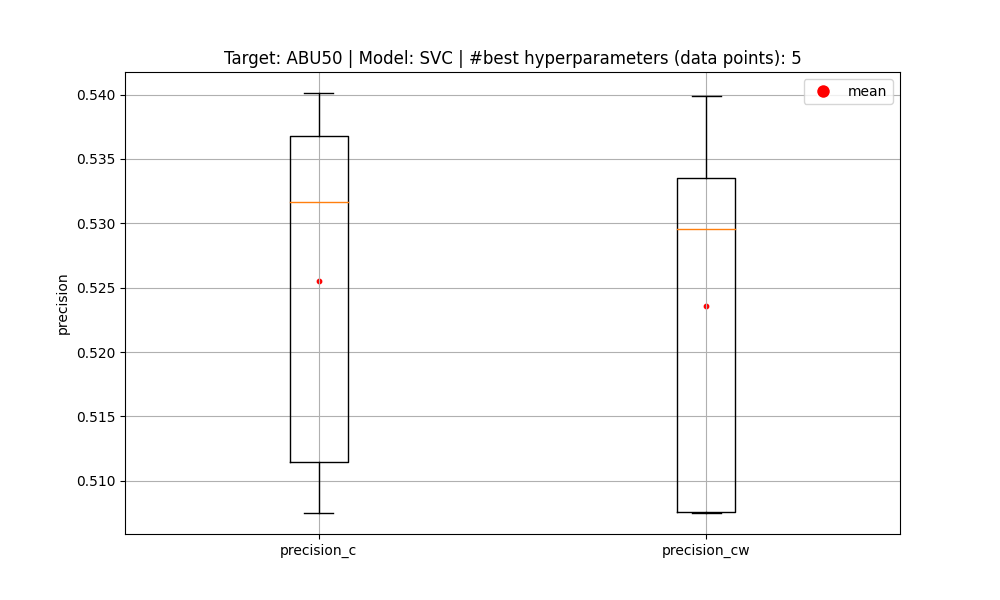 Target: ABU50 | Model: SVC | #best hyperparameters (data points): 5
mean
0.540
0.535
0.530
0.525
0.520
0.515
0.510
precision
precision_c
precision_cw